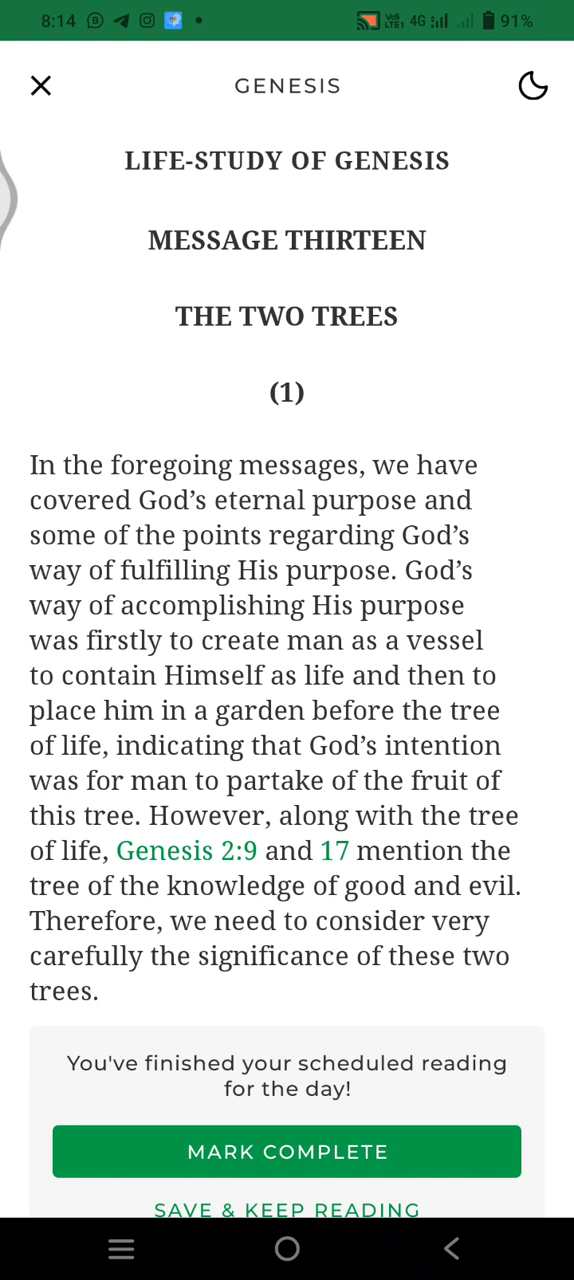 8:14
4G
91%
GENESIS
LIFE-STUDY OF GENESIS
MESSAGE THIRTEEN
THE TWO TREES
(1)
In the foregoing messages, we have
covered God’s eternal purpose and
some of the points regarding God’s
way of fulfilling His purpose. God’s
way of accomplishing His purpose
was firstly to create man as a vessel
to contain Himself as life and then to
place him in a garden before the tree
of life, indicating that God’s intention
was for man to partake of the fruit of
this tree. However, along with the tree
of life, Genesis 2:9 and 17 mention the
tree of the knowledge of good and evil.
Therefore, we need to consider very
carefully the significance of these two
trees.
You've finished your scheduled reading
for the day!
MARK COMPLETE
SAVE & KEEP READING